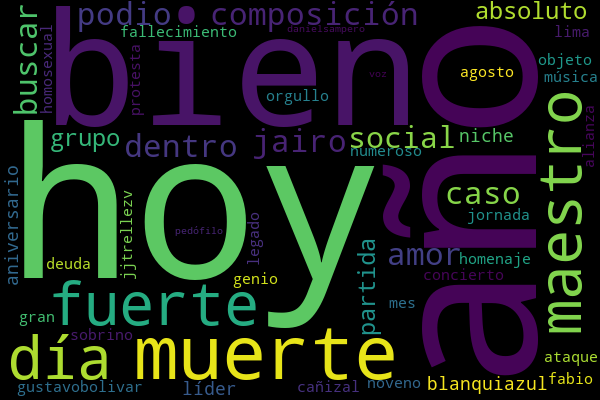 buscar
podio
composición
absoluto
fallecimiento
danielsampero
lima
homosexual
bien
protesta
voz
agosto
objeto
música
orgullo
año
grupo
dentro
jairo
social
niche
maestro
alianza
numeroso
hoy
aniversario
jjtrellezv
pedófilo
legado
caso
jornada
amor
homenaje
partida
deuda
genio
concierto
fuerte
mes
gran
sobrino
día
muerte
ataque
gustavobolivar
líder
cañizal
noveno
blanquiazul
fabio